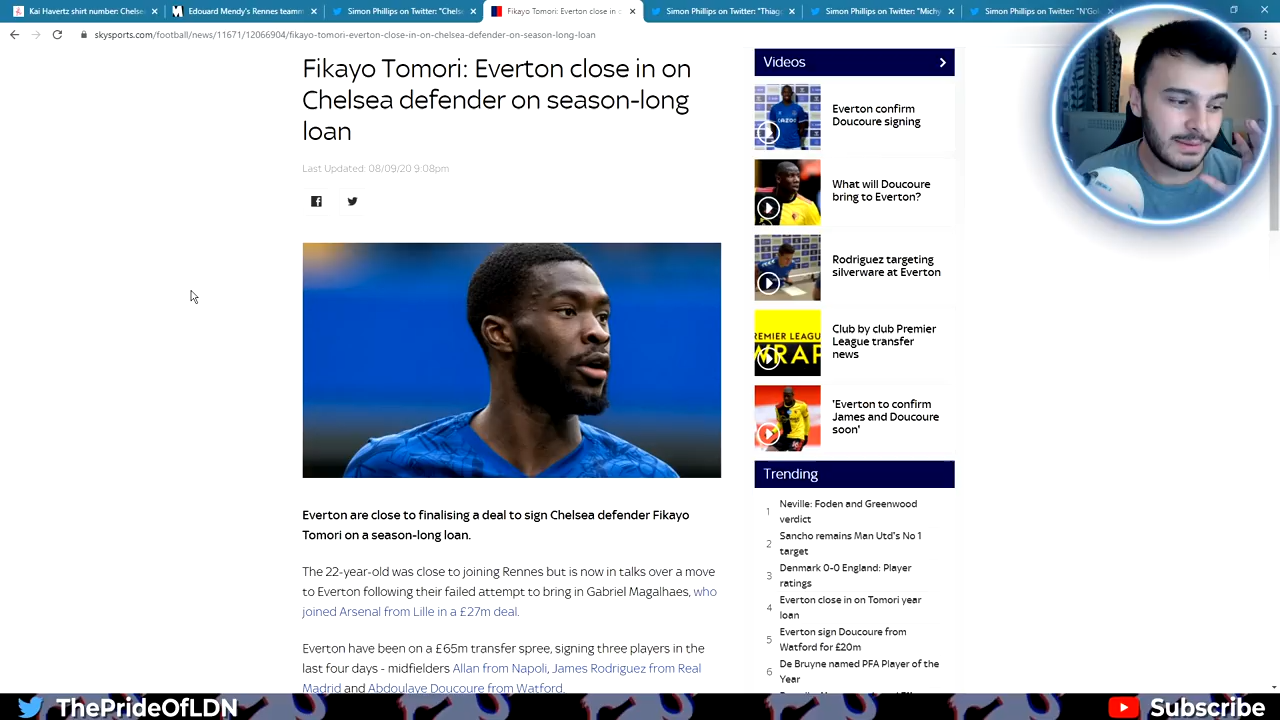 Kai Havertz shirt number: Chelse
Edouard Mendy's Rennes team
Simon Phillips on Twitter: "Chels
Fikayo Tomori: Everton close in o
Simon Phillips on Twitter: "Thiag
Simon Phillips on Twitter: "Michy
Simon Phillips on Twitter: "N'Go
skysports.com/football/news/11671/12066904/fikayo-tomori-everton-close-in-on-chelsea-defender-on-season-long-loan
Fikayo Tomori: Everton close in on
Chelsea defender on season-long
loan
Last Updated: 08/09/20 9:08pm
Everton are close to finalising a deal to sign Chelsea defender Fikayo
Tomori on a season-long loan.
The 22-year-old was close to joining Rennes but is now in talks over a move
to Everton following their failed attempt to bring in Gabriel Magalhaes, who
joined Arsenal from Lille in a £27m deal.
Everton have been on a £65m transfer spree, signing three players in the
last four days - midfielders Allan from Napoli, James Rodriguez from Real
Madrid and Abdoulaye Doucoure from Watford.
Videos
Everton confirm
Doucoure signing
What will Doucoure
bring to Everton?
Rodriguez targeting
silverware at Everton
PREMIER LEAGU
WRAP
Club by club Premier
League transfer
news
'Everton to confirm
James and Doucoure
soon'
Trending
1 Neville: Foden and Greenwood
verdict
2 Sancho remains Man Utd's No 1
target
3 Denmark 0-0 England: Player
ratings
4 Everton close in on Tomori year
loan
5 Everton sign Doucoure from
Watford for £20m
6 De Bruyne named PFA Player of the
Year
ThePrideOfLDN
Subscribe